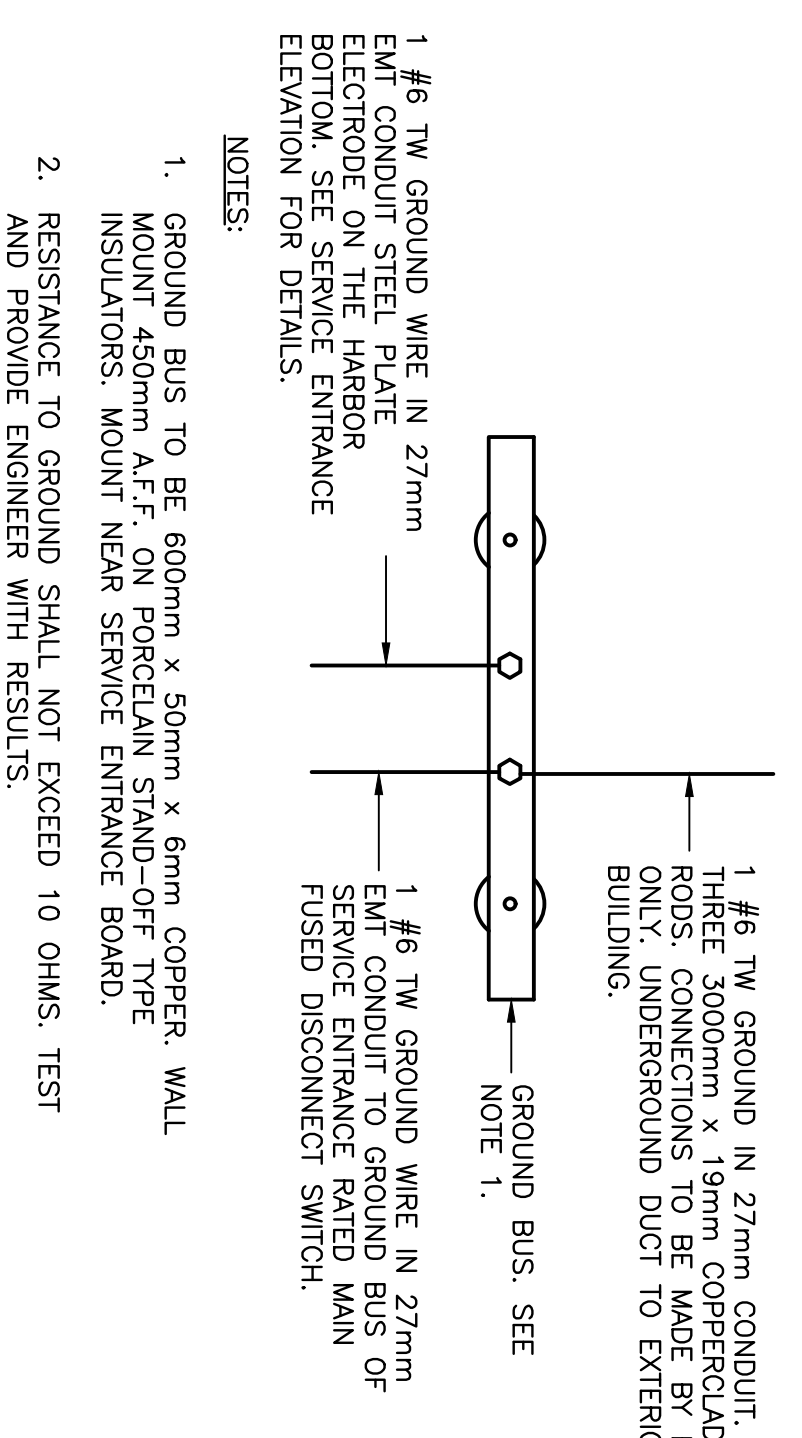 1 #6 TW GROUND IN 27mm CONDUIT.
THREE 3000mm x 19mm COPPERCLAD
RODS. CONNECTIONS TO BE MADE BY
ONLY. UNDERGROUND DUCT TO
BUILDING.
GROUND BUS. SEE
NOTE 1.
1 #6 TW GROUND WIRE IN 27mm
EMT CONDUIT STEEL PLATE
ELECTRODE ON THE HARBOR
BOTTOM. SEE SERVICE ENTRANCE
ELEVATION FOR DETAILS.
1 #6 TW GROUND WIRE IN 27mm
EMT CONDUIT TO GROUND BUS OF
SERVICE ENTRANCE RATED MAIN
FUSED DISCONNECT SWITCH.
NOTES:
1. GROUND BUS TO BE 600mm x 50mm x 6mm COPPER. WALL
MOUNT 450mm A.F.F. ON PORCELAIN STAND-OFF TYPE
INSULATORS. MOUNT NEAR SERVICE ENTRANCE BOARD.
2. RESISTANCE TO GROUND SHALL NOT EXCEED 10 OHMS. TEST
AND PROVIDE ENGINEER WITH RESULTS.